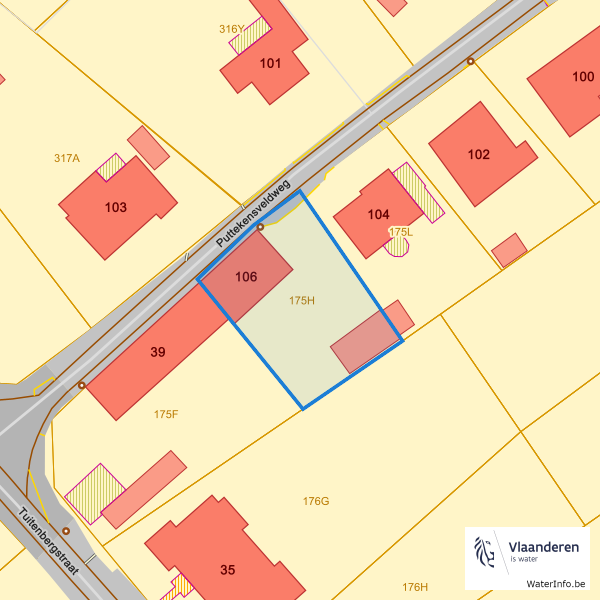 316Y
101
100
317A
102
103
Puttekensveldweg
104
175L
106
175H
39
175F
176G
Tuitenbergstraat
35
176H
Vlaanderen
is water
WaterInfo.be